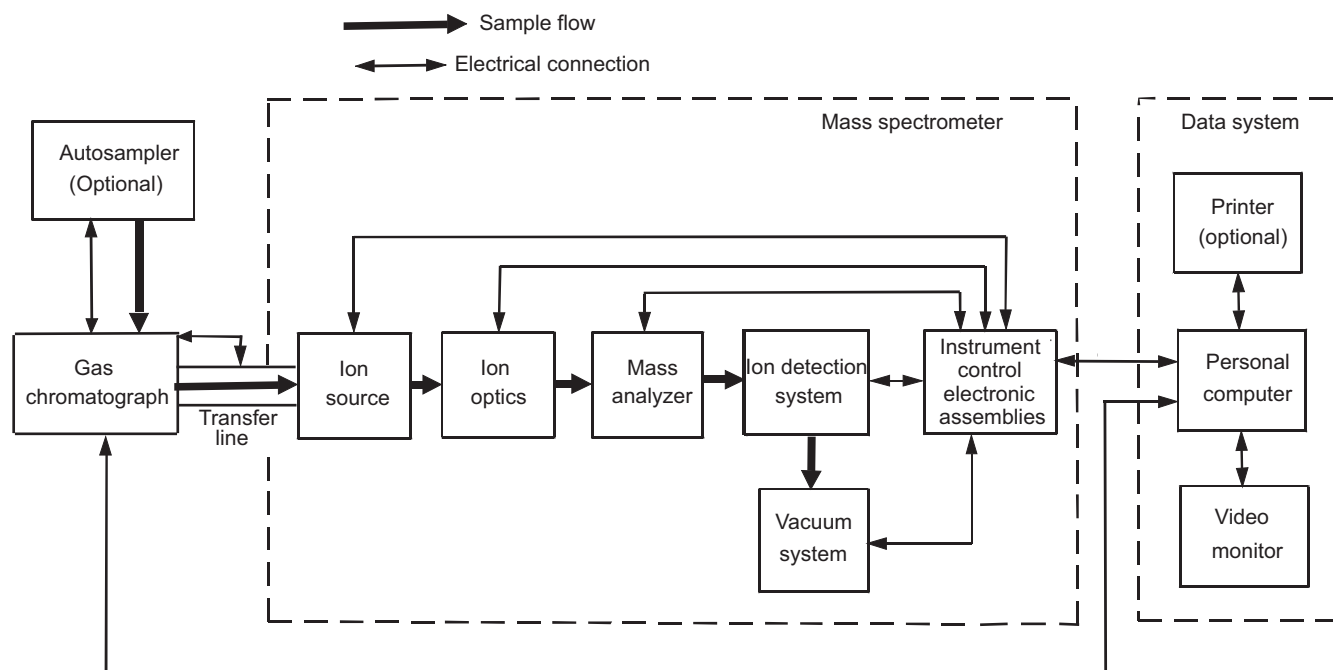 Sample flow
Electrical connection
Mass spectrometer
Data system
Autosampler
(Optional)
Printer
(optional)
Gas
chromatograph
Transfer
line
Ion
source
Ion
optics
Mass
analyzer
Ion detection
system
Instrument
control
electronic
assemblies
Personal
computer
Vacuum
system
Video
monitor